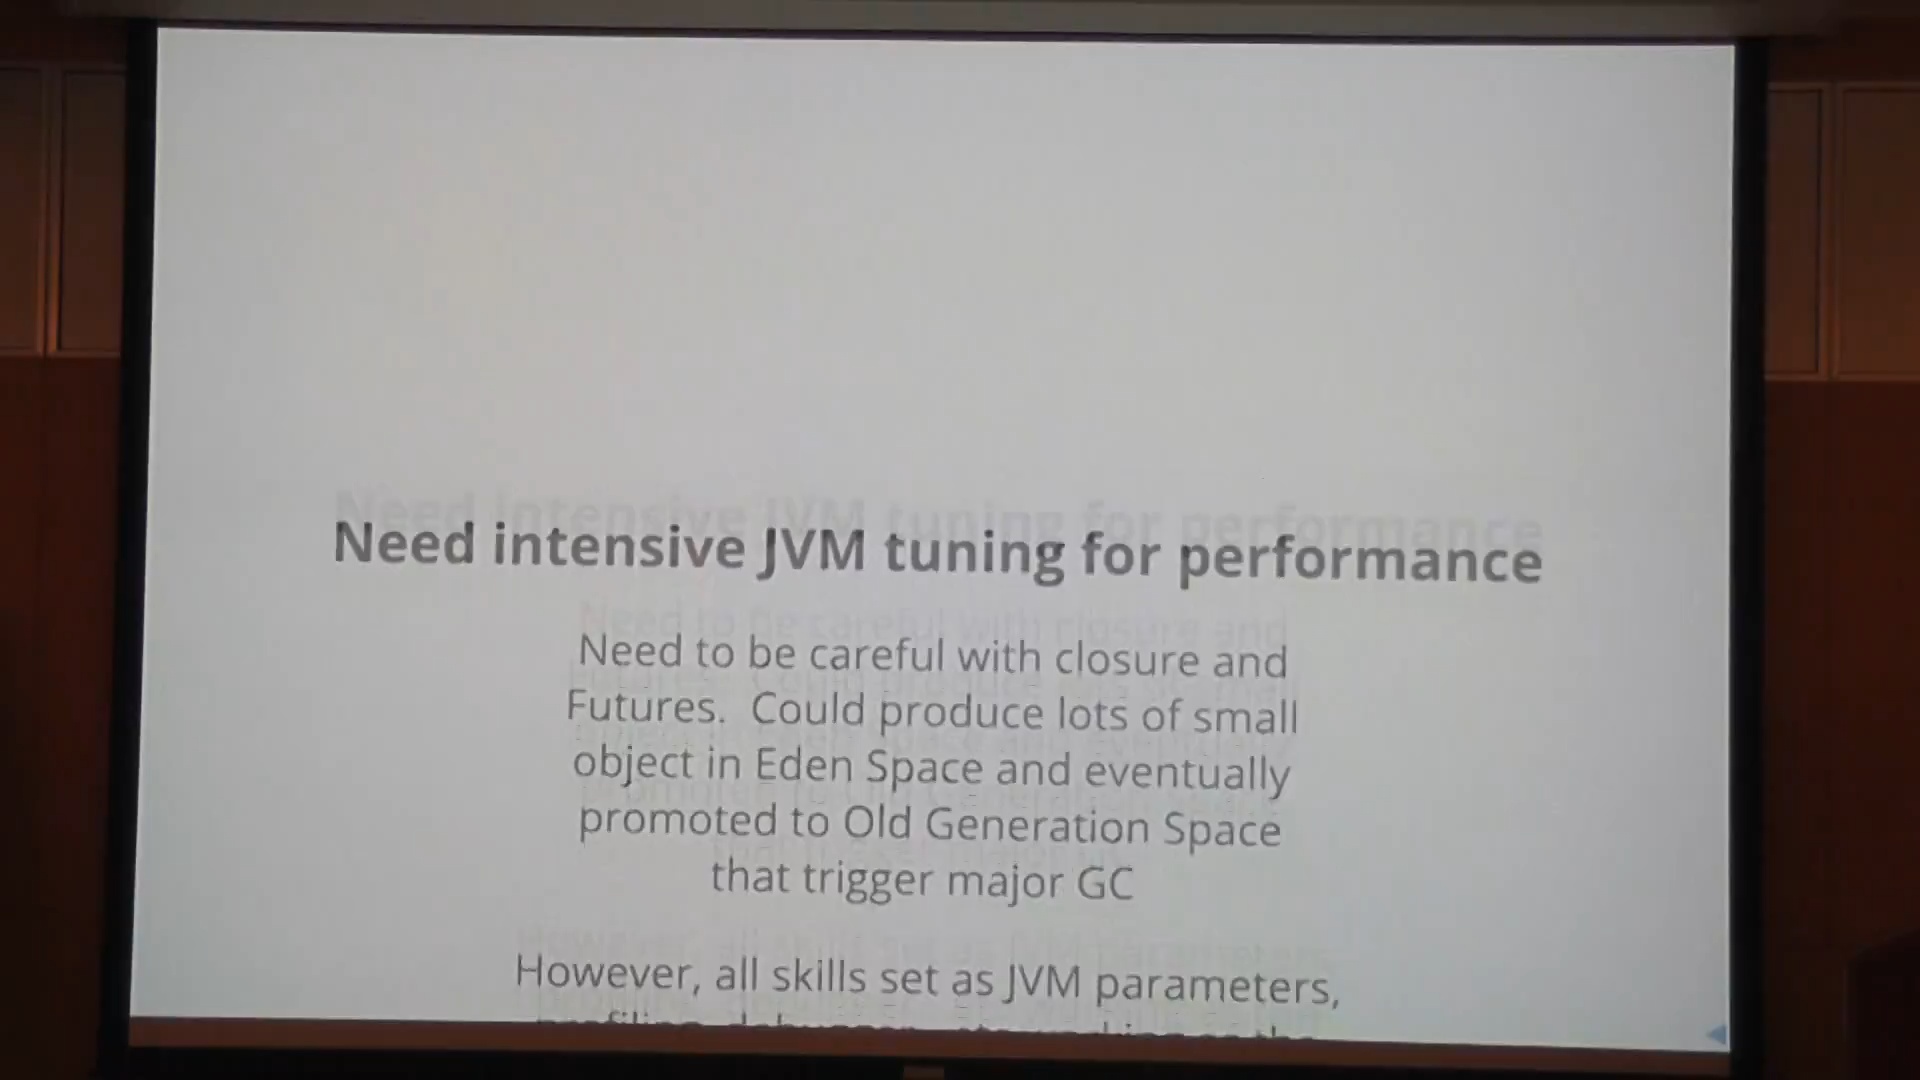 Need intensive JVM tuning for performance
Need to be careful with closure and
Futures.  Could produce lots of small
object in Eden Space and eventually
promoted to Old Generation Space
that trigger major GC
However, all skills set as JVM parameters,